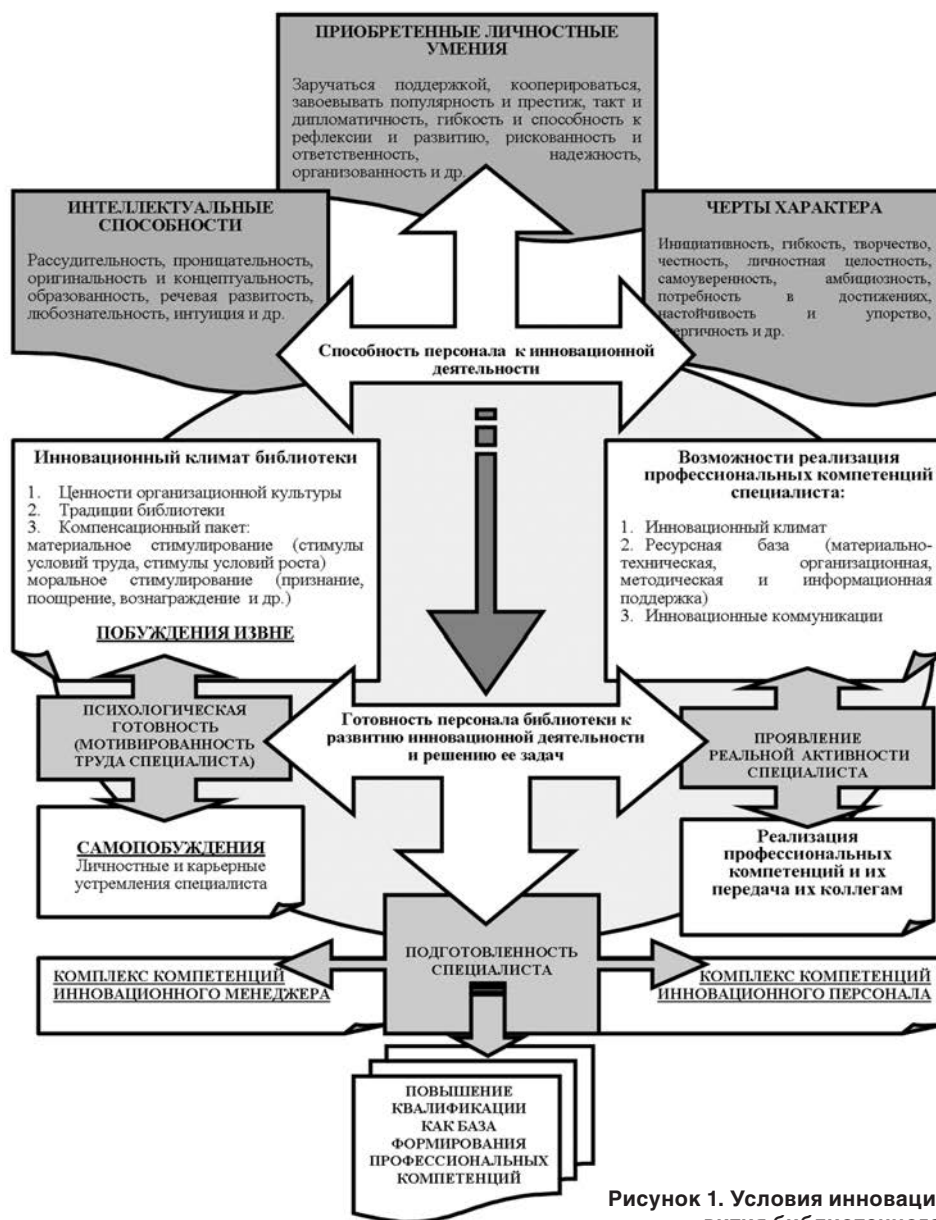 ПРИОБРЕТЕННЫЕ ЛИЧНОСТНЫЕ
УМЕНИЯ
Заручаться поддержкой, кооперироваться,
завоевывать популярность и престиж, такт и
дипломатичность, гибкость и способность к
рефлексии и развитию, рискованность и
ответственность, надежность,
организованность и др.
ИНТЕЛЛЕКТУАЛЬНЫЕ
СПОСОБНОСТИ
Рассудительность, проницательность,
оригинальность и концептуальность,
образованность, речевая развитость,
любознательность, интуиция и др.
ЧЕРТЫ ХАРАКТЕРА
Инициативность, гибкость, творчество,
честность, личностная целостность,
самоуверенность, амбициозность,
потребность в достижениях,
настойчивость и упорство,
энергичность и др.
Способность персонала к инновационной
деятельности
Инновационный климат библиотеки
1. Ценности организационной культуры
2. Традиции библиотеки
3. Компенсационный пакет:
материальное стимулирование (стимулы
условий труда, стимулы условий роста)
моральное стимулирование (признание,
поощрение, вознаграждение и др.)
ПОБУЖДЕНИЯ ИЗВНЕ
Возможности реализация
профессиональных компетенций
специалиста:
1. Инновационный климат
2. Ресурсная база (материально-
техническая, организационная,
методическая и информационная
поддержка)
3. Инновационные коммуникации
ПСИХОЛОГИЧЕСКАЯ
ГОТОВНОСТЬ
(МОТИВИРОВАННОСТЬ
ТРУДА СПЕЦИАЛИСТА)
Готовность персонала библиотеки к
развитию инновационной деятельности
и решению ее задач
ПРОЯВЛЕНИЕ
РЕАЛЬНОЙ АКТИВНОСТИ
СПЕЦИАЛИСТА
САМОПОБУЖДЕНИЯ
Личностные и карьерные
устремления специалиста
Реализация
профессиональных
компетенций и их
передача их коллегам
ПОДГОТОВЛЕННОСТЬ
СПЕЦИАЛИСТА
КОМПЛЕКС КОМПЕТЕНЦИЙ
ИННОВАЦИОННОГО МЕНЕДЖЕРА
КОМПЛЕКС КОМПЕТЕНЦИЙ
ИННОВАЦИОННОГО ПЕРСОНАЛА
ПОВЫШЕНИЕ
КВАЛИФИКАЦИИ
КАК БАЗА
ФОРМИРОВАНИЯ
ПРОФЕССИОНАЛЬНЫХ
КОМПЕТЕНЦИЙ
Рисунок 1. Условия